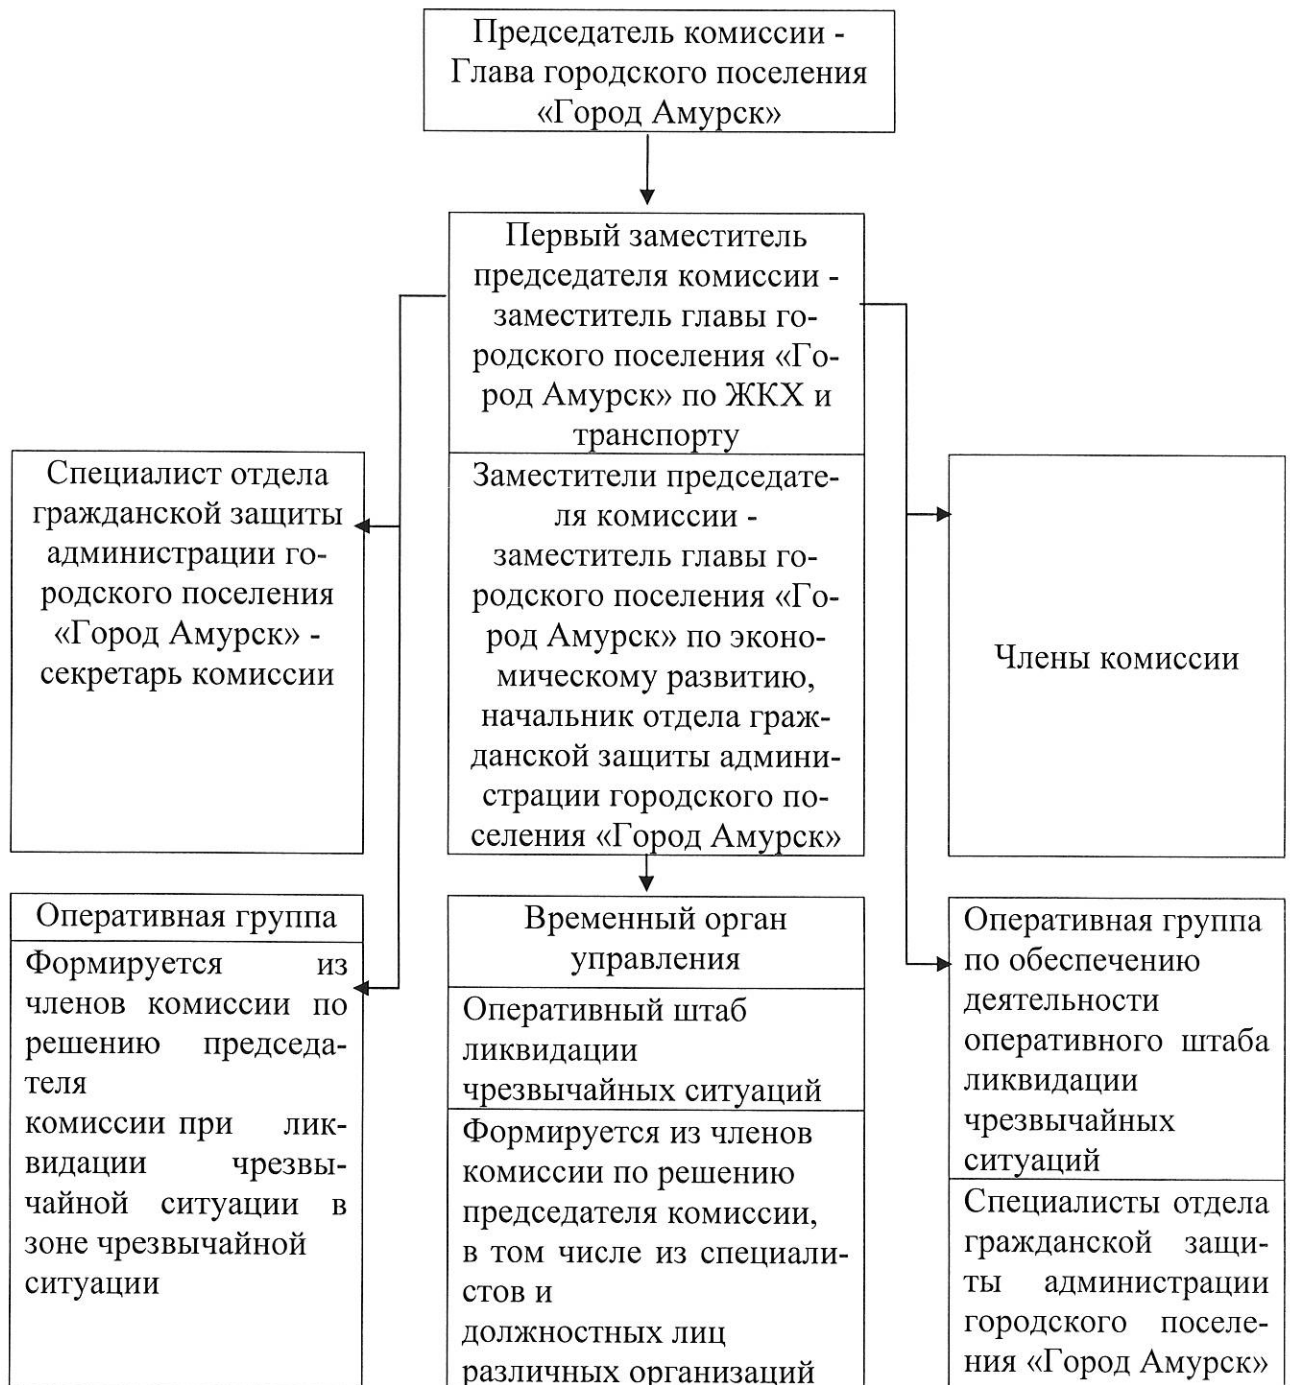 Председатель комиссии -
Глава городского поселения
«Город Амурск»
Первый заместитель
председателя комиссии -
заместитель главы го-
родского поселения «Го-
род Амурск» по ЖКХ и
транспорту
Специалист отдела
гражданской защиты
администрации го-
родского поселения
«Город Амурск» -
секретарь комиссии
Заместители председате-
ля комиссии -
заместитель главы го-
родского поселения «Го-
род Амурск» по эконо-
мическому развитию,
начальник отдела граж-
данской защиты админи-
страции городского по-
селения «Город Амурск»
Члены комиссии
Оперативная группа
Формируется из
членов комиссии по
решению председа-
теля
комиссии при лик-
видации чрезвы-
чайной ситуации в
зоне чрезвычайной
ситуации
Временный орган
управления
Оперативный штаб
ликвидации
чрезвычайных ситуаций
Формируется из членов
комиссии по решению
председателя комиссии,
в том числе из специали-
стов и
должностных лиц
различных организаций
Оперативная группа
по обеспечению
деятельности
оперативного штаба
ликвидации
чрезвычайных
ситуаций
Специалисты отдела
гражданской защи-
ты администрации
городского поселе-
ния «Город Амурск»